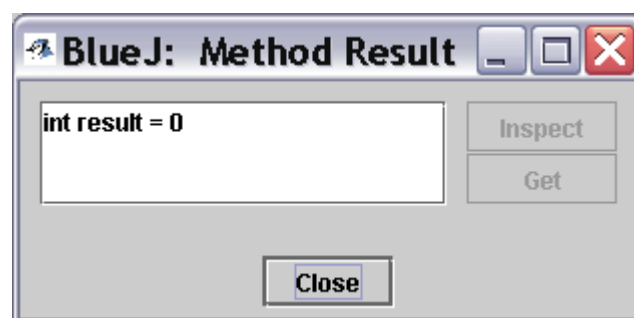 BlueJ: Method Result
int result = 0
Inspect
Get
Close